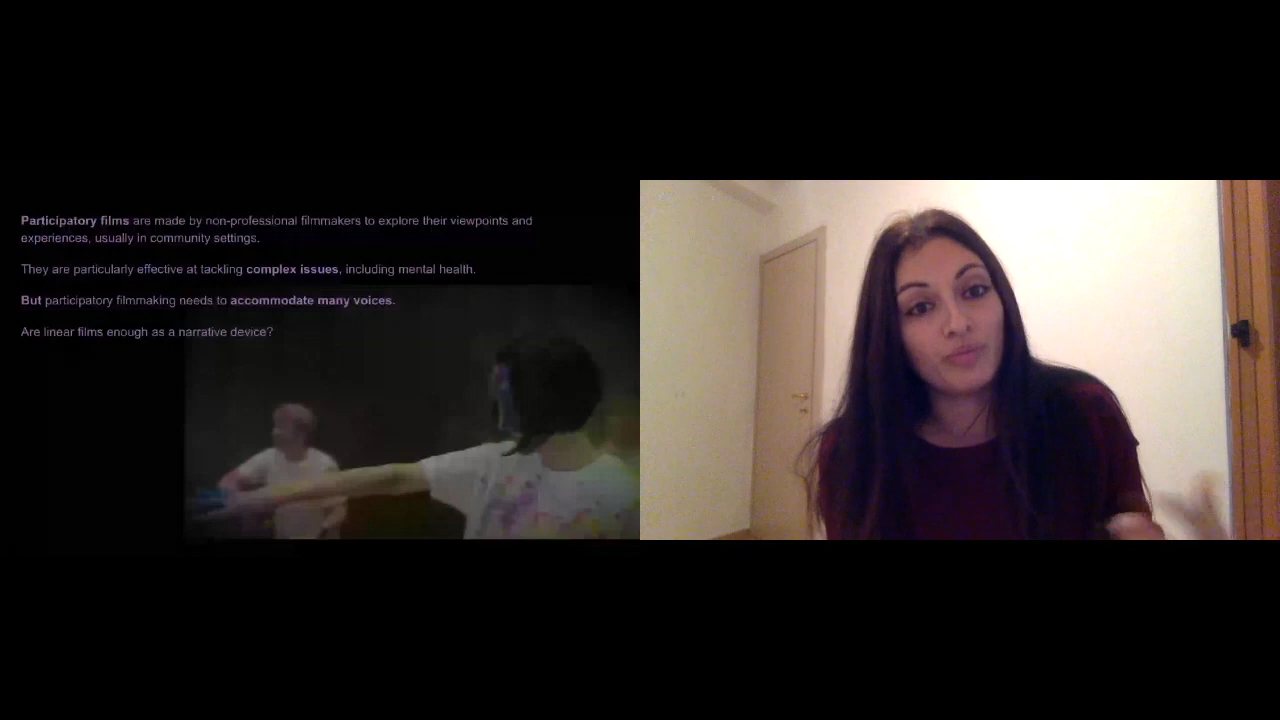 Participatory films are made by non-professional filmmakers to explore their viewpoints and
experiences, usually in community settings.
They are particularly effective at tackling complex issues, including mental health.
But participatory filmmaking needs to accommodate many voices.
Are linear films enough as a narrative device?